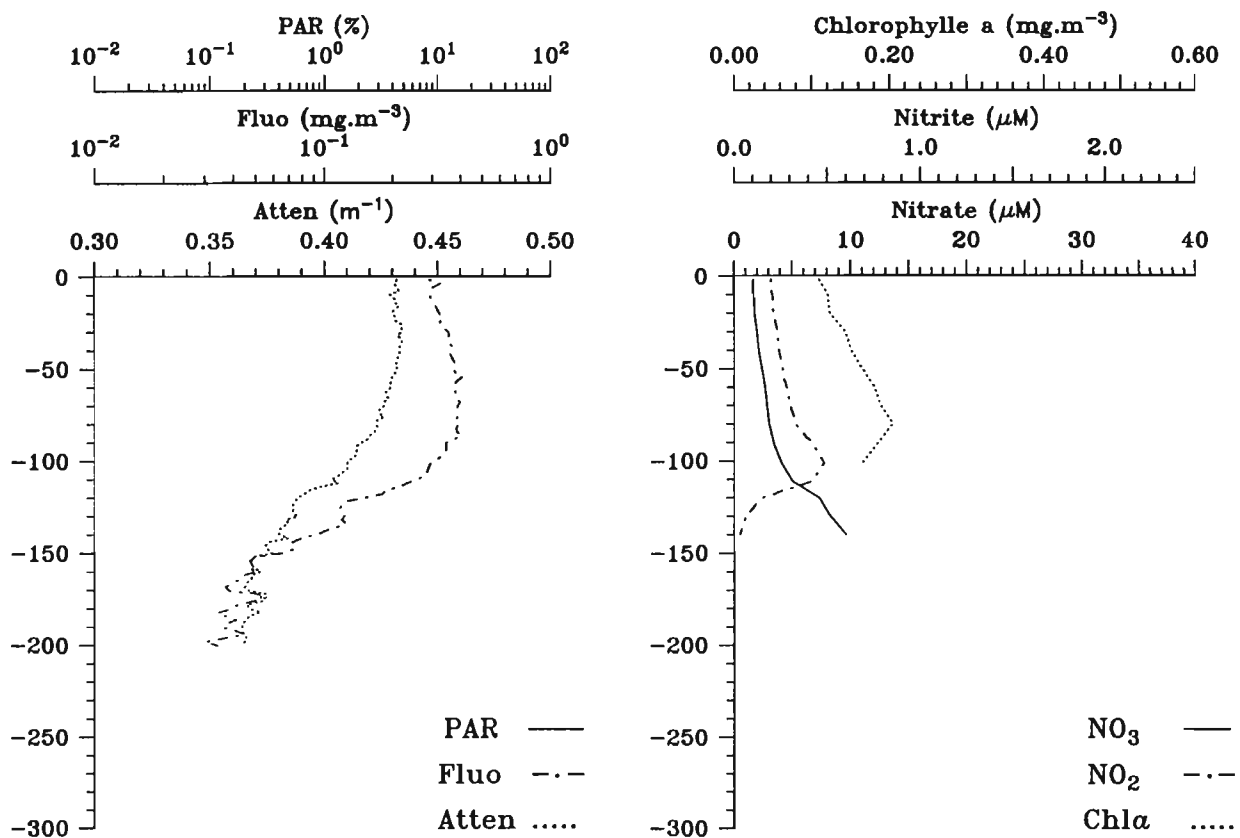 PAR (%)
10⁻² 10⁻¹ 10⁰ 10¹ 10²
Fluo (mg.m⁻³)
10⁻² 10⁻¹ 10⁰
Atten (m⁻¹)
0.30 0.35 0.40 0.45 0.50
0
−50
−100
−150
−200
−250
−300
PAR
Fluo
Atten
Chlorophylle a (mg.m⁻³)
0.00 0.20 0.40 0.60
Nitrite (μM)
0.0 1.0 2.0
Nitrate (μM)
0 10 20 30 40
0
−50
−100
−150
−200
−250
−300
NO₃
NO₂
Chla